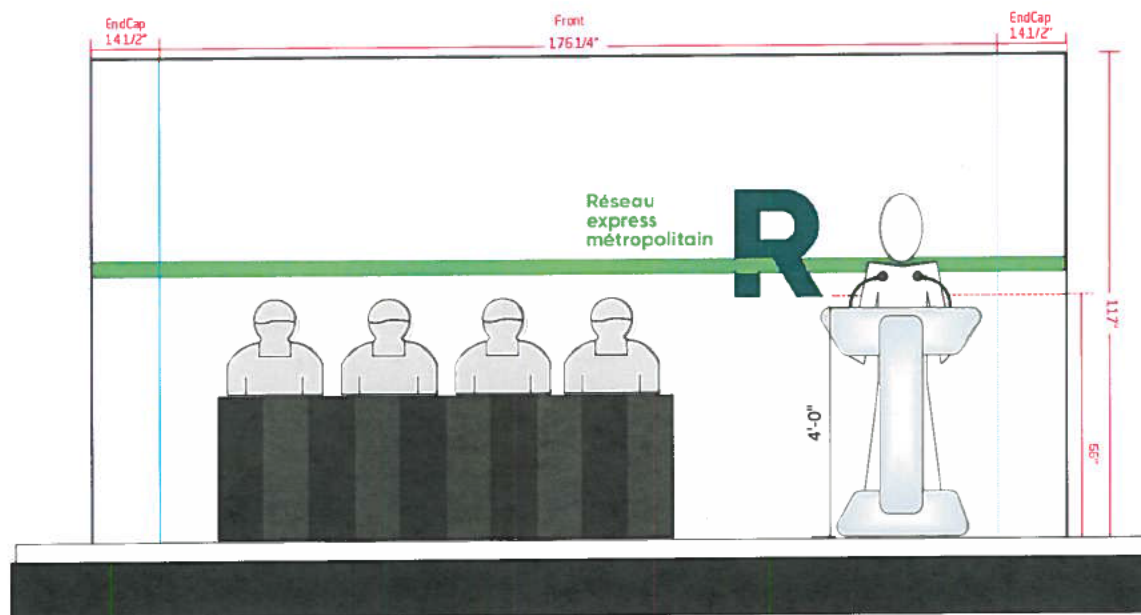 EndCap
14 1/2"
Front
176 1/4"
EndCap
14 1/2"
Réseau
express
métropolitain
R
117"
4'-0"
56"